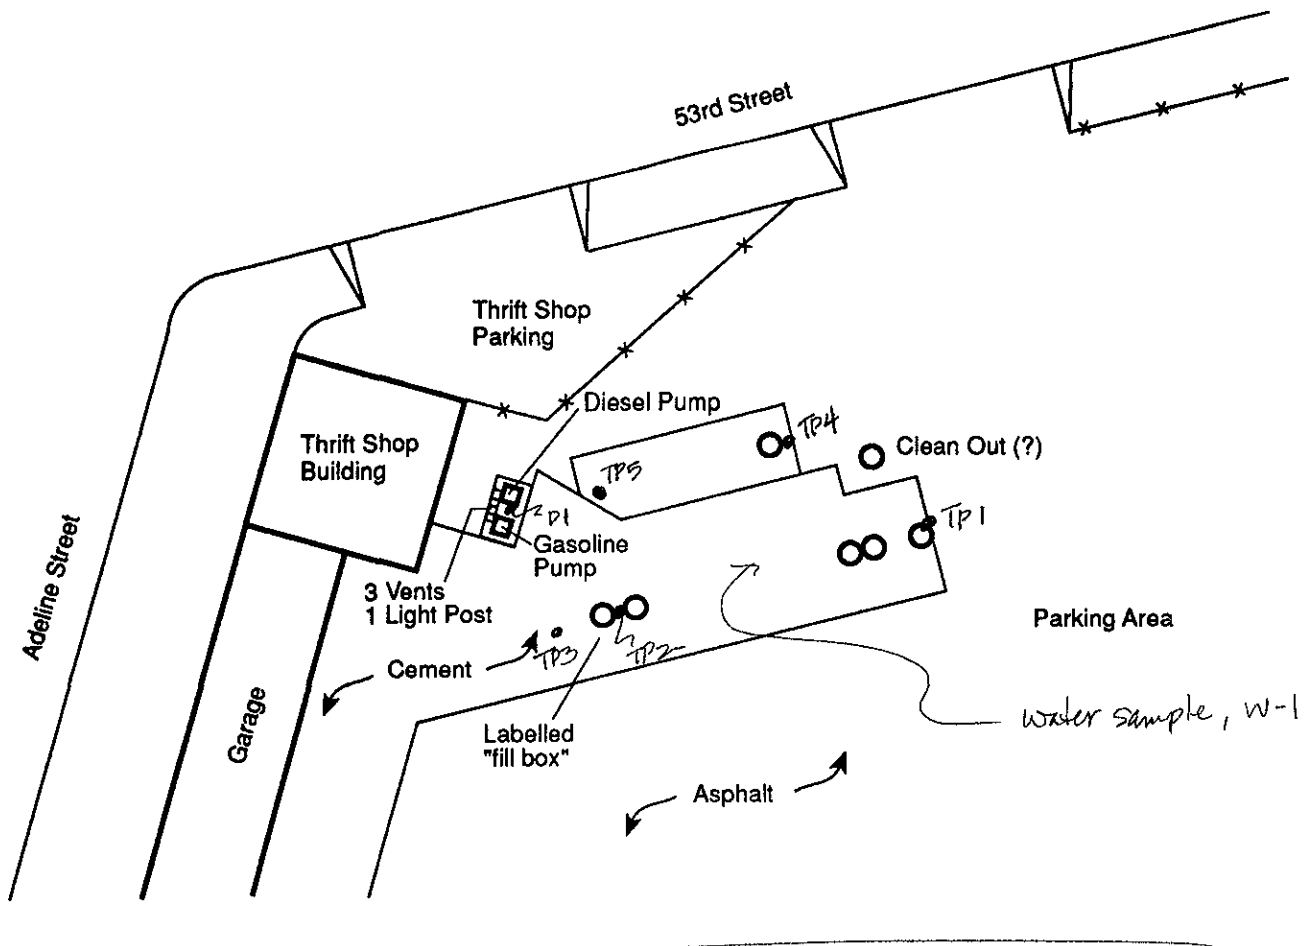 53rd Street
Thrift Shop
Parking
Diesel Pump
TP4
Clean Out (?)
Thrift Shop
Building
TP5
D1
TP1
Gasoline
Pump
3 Vents
1 Light Post
Adeline Street
Parking Area
TP3
TP2
Cement
Garage
water sample, W-1
Labelled
"fill box"
Asphalt